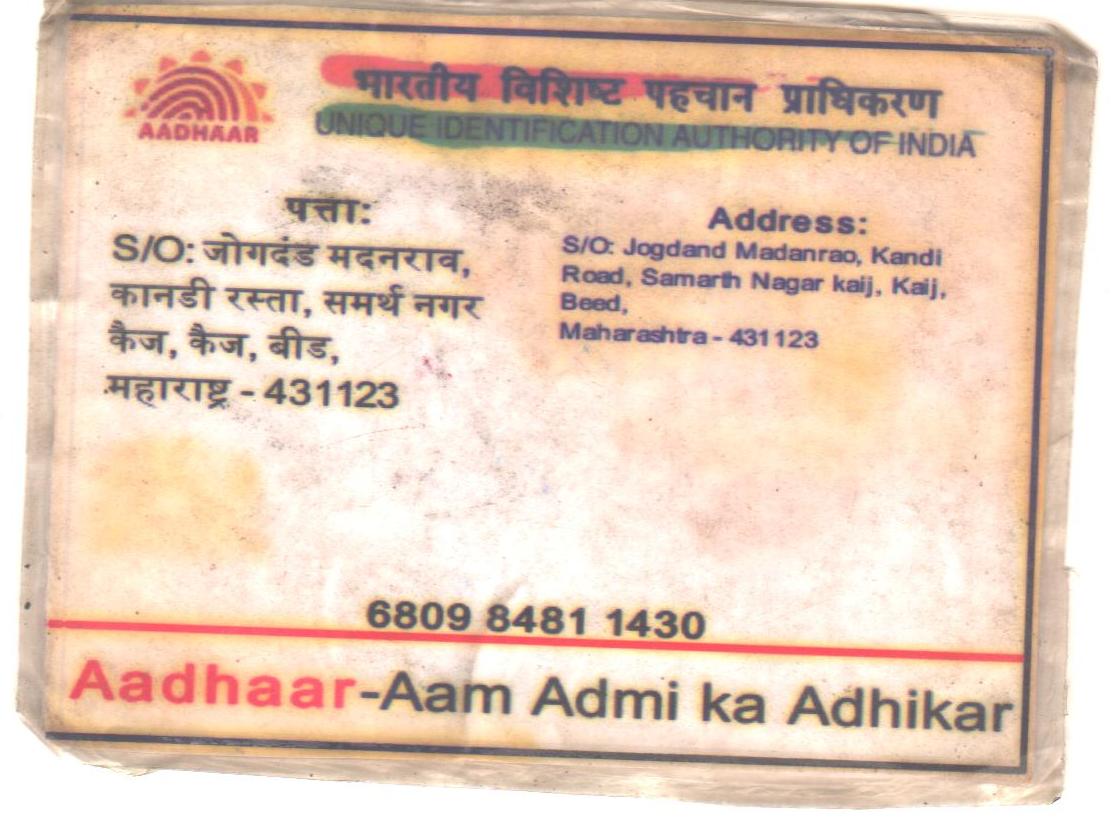 AADHAAR
भारतीय विशिष्ट पहचान प्राधिकरण
UNIQUE IDENTIFICATION AUTHORITY OF INDIA
पत्ता:
S/O: जोगदंड मदनराव,
कानडी रस्ता, समर्थ नगर
कैज, कैज, बीड,
महाराष्ट्र - 431123
Address:
S/O: Jogdand Madanrao, Kandi
Road, Samarth Nagar kaij, Kaij,
Beed,
Maharashtra - 431123
6809 8481 1430
Aadhaar-Aam Admi ka Adhikar